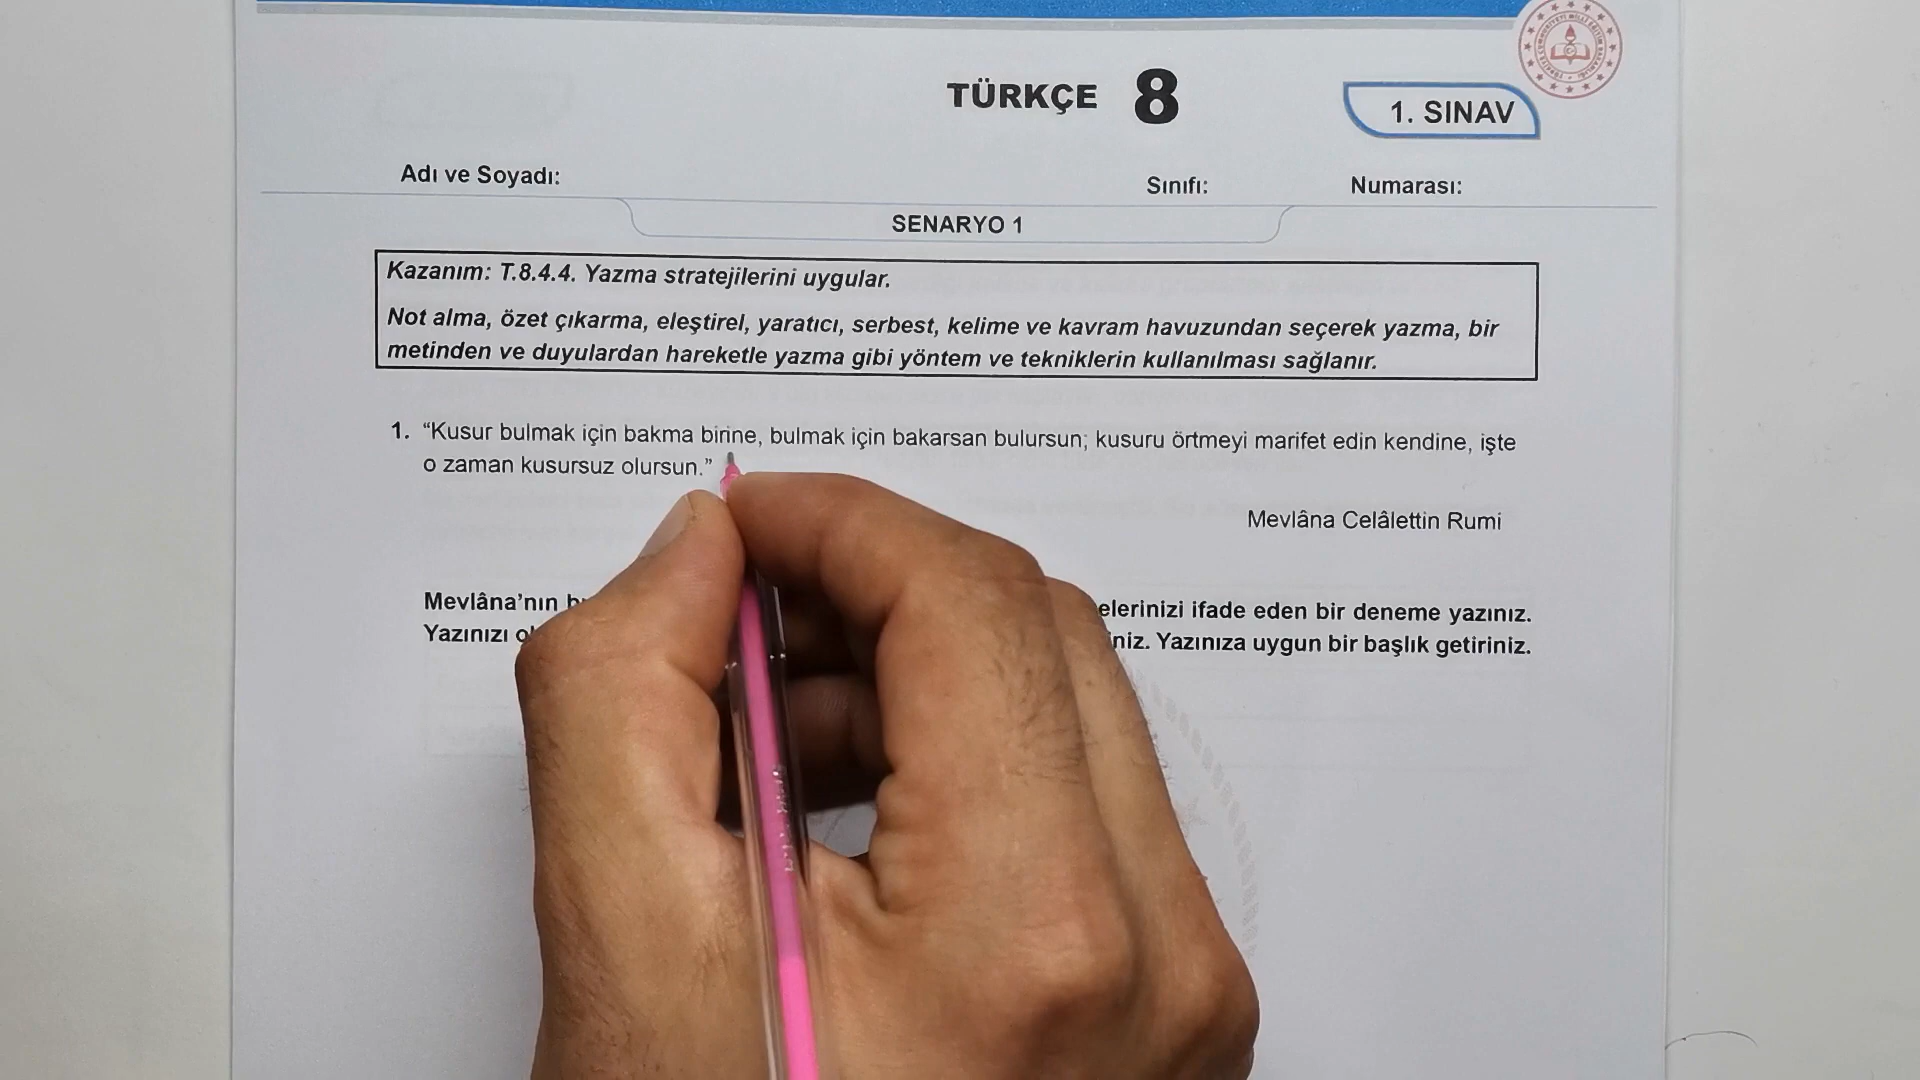 TÜRKÇE 8
1. SINAV
Adı ve Soyadı:
Sınıfı:
Numarası:
SENARYO 1
Kazanım: T.8.4.4. Yazma stratejilerini uygular.
Not alma, özet çıkarma, eleştirel, yaratıcı, serbest, kelime ve kavram havuzundan seçerek yazma, bir
metinden ve duyulardan hareketle yazma gibi yöntem ve tekniklerin kullanılması sağlanır.
1. “Kusur bulmak için bakma birine, bulmak için bakarsan bulursun; kusuru örtmeyi marifet edin kendine, işte
o zaman kusursuz olursun.”
Mevlâna Celâlettin Rumi
Mevlâna’nın elerinizi ifade eden bir deneme yazınız.
Yazınızı niz. Yazınıza uygun bir başlık getiriniz.